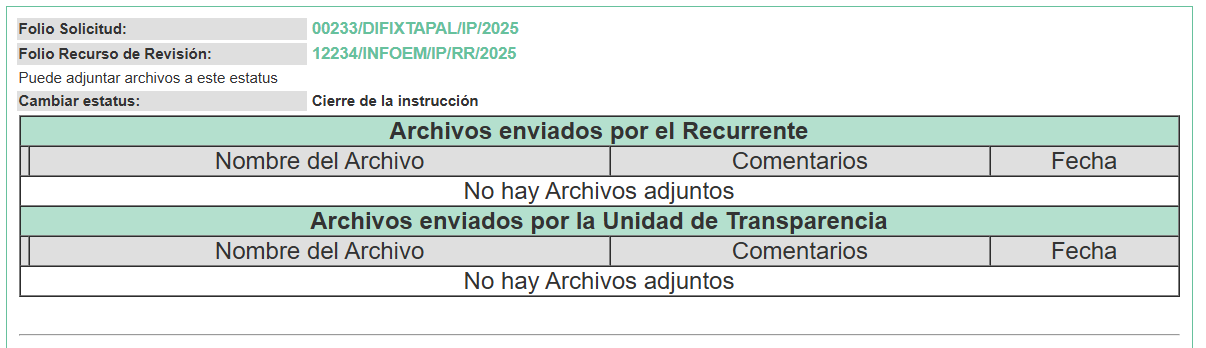 Folio Solicitud: 00233/DIFIXTAPAL/IP/2025
Folio Recurso de Revisión: 12234/INFOEM/IP/RR/2025
Puede adjuntar archivos a este estatus
Cambiar estatus: Cierre de la instrucción
Archivos enviados por el Recurrente
Nombre del Archivo Comentarios Fecha
No hay Archivos adjuntos
Archivos enviados por la Unidad de Transparencia
Nombre del Archivo Comentarios Fecha
No hay Archivos adjuntos